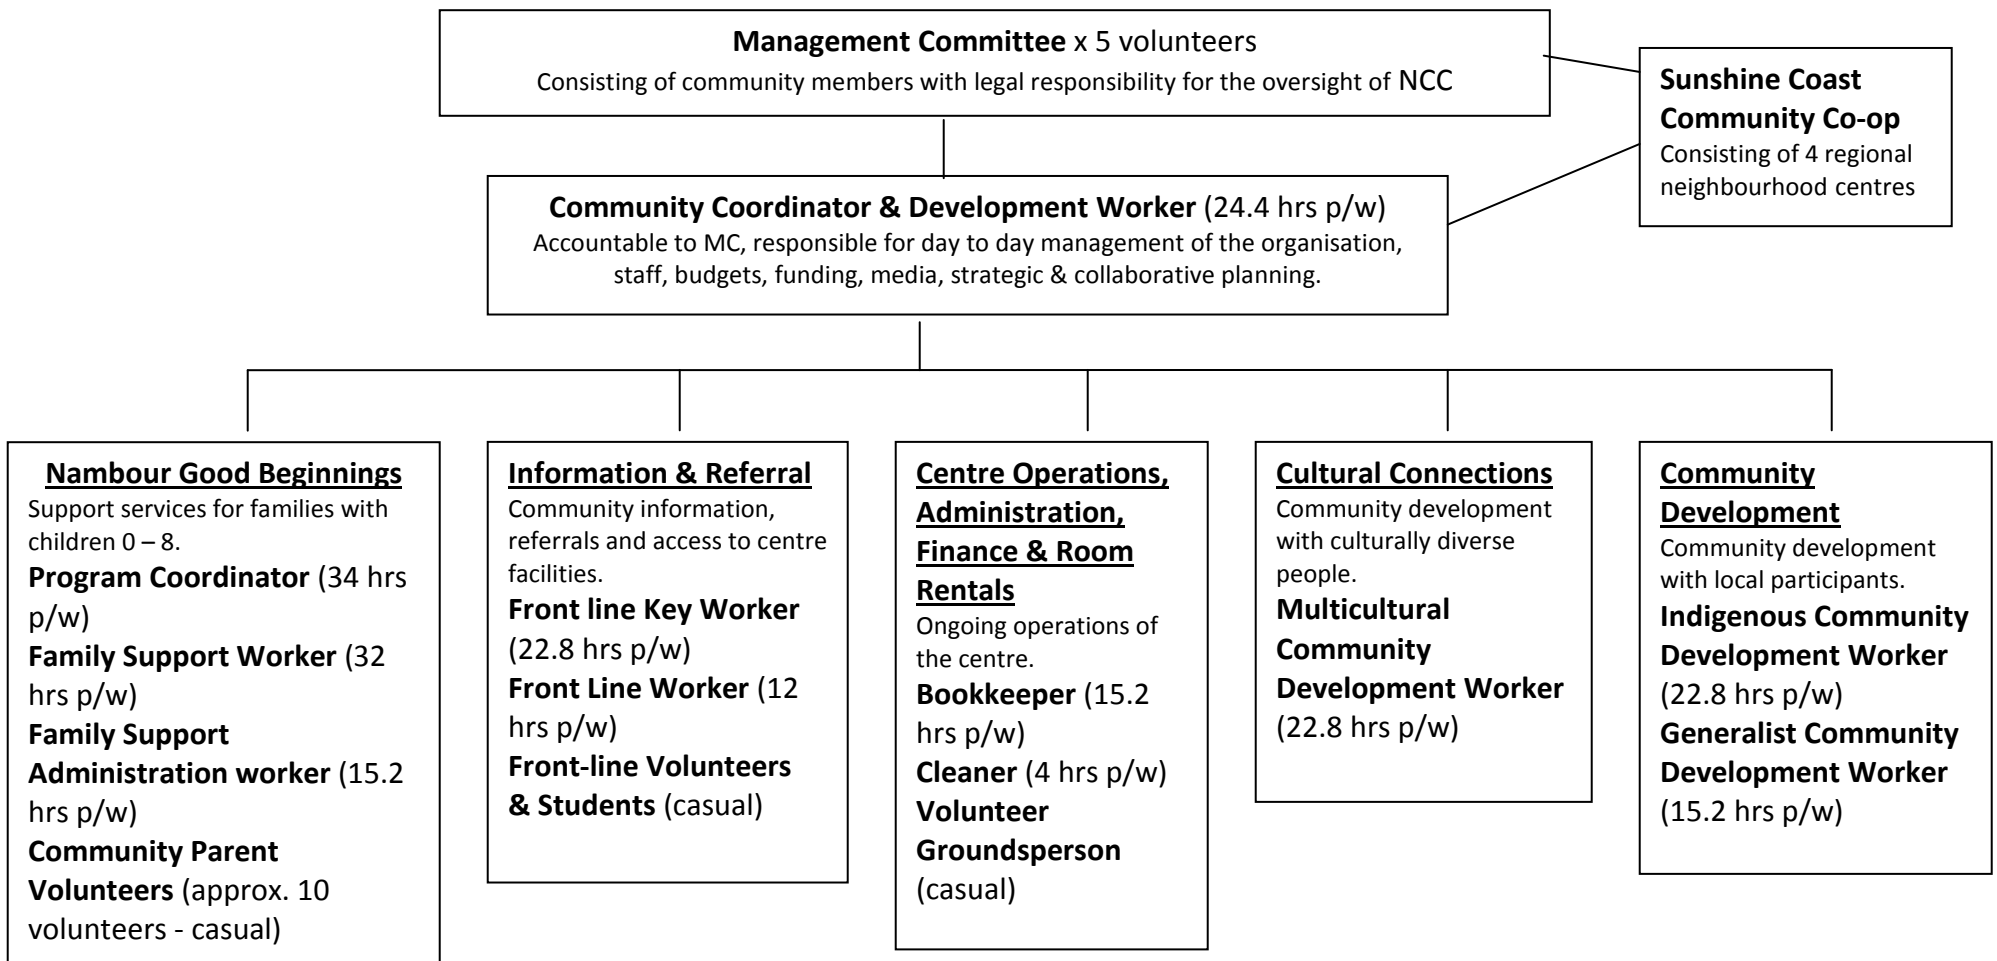 Management Committee x 5 volunteers
Consisting of community members with legal responsibility for the oversight of NCC
Sunshine Coast
Community Co-op
Consisting of 4 regional
neighbourhood centres
Community Coordinator & Development Worker (24.4 hrs p/w)
Accountable to MC, responsible for day to day management of the organisation,
staff, budgets, funding, media, strategic & collaborative planning.
Nambour Good Beginnings
Support services for families with
children 0 – 8.
Program Coordinator (34 hrs
p/w)
Family Support Worker (32
hrs p/w)
Family Support
Administration worker (15.2
hrs p/w)
Community Parent
Volunteers (approx. 10
volunteers - casual)
Information & Referral
Community information,
referrals and access to centre
facilities.
Front line Key Worker
(22.8 hrs p/w)
Front Line Worker (12
hrs p/w)
Front-line Volunteers
& Students (casual)
Centre Operations,
Administration,
Finance & Room
Rentals
Ongoing operations of
the centre.
Bookkeeper (15.2
hrs p/w)
Cleaner (4 hrs p/w)
Volunteer
Groundsperson
(casual)
Cultural Connections
Community development
with culturally diverse
people.
Multicultural
Community
Development Worker
(22.8 hrs p/w)
Community
Development
Community development
with local participants.
Indigenous Community
Development Worker
(22.8 hrs p/w)
Generalist Community
Development Worker
(15.2 hrs p/w)